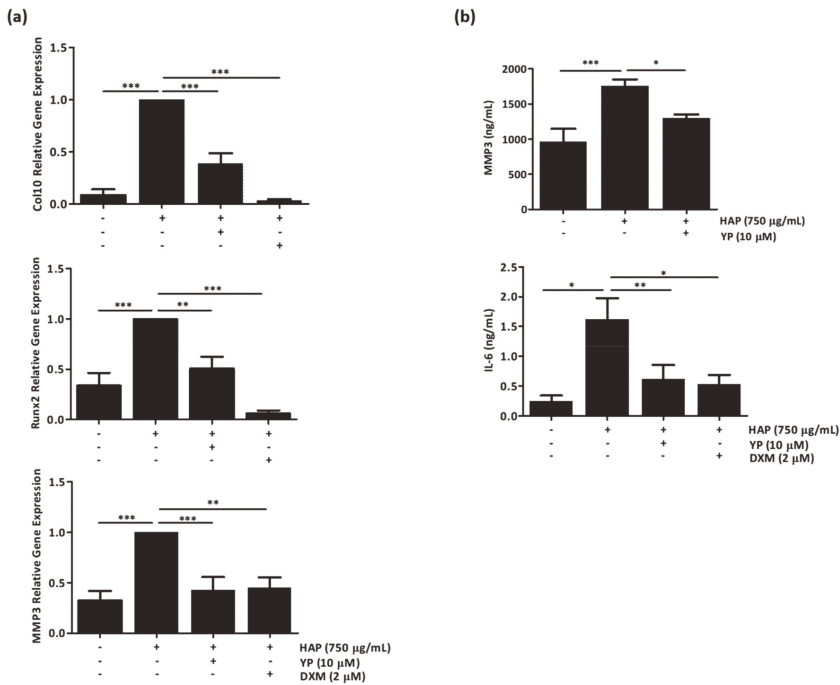 (a)
Col10 Relative Gene Expression
1.5
1.0
0.5
0.0
***
***
***
- + + +
- - + -
- - - +
Runx2 Relative Gene Expression
1.5
1.0
0.5
0.0
***
*** **
- + + +
- - + -
- - - +
MMP3 Relative Gene Expression
1.5
1.0
0.5
0.0
**
*** ***
- + + + HAP (750 µg/mL)
- - + - YP (10 µM)
- - - + DXM (2 µM)
(b)
MMP3 (ng/mL)
2000
1500
1000
500
0
*** *
- + + HAP (750 µg/mL)
- - + YP (10 µM)
IL-6 (ng/mL)
2.5
2.0
1.5
1.0
0.5
0.0
*
* **
- + + + HAP (750 µg/mL)
- - + - YP (10 µM)
- - - + DXM (2 µM)